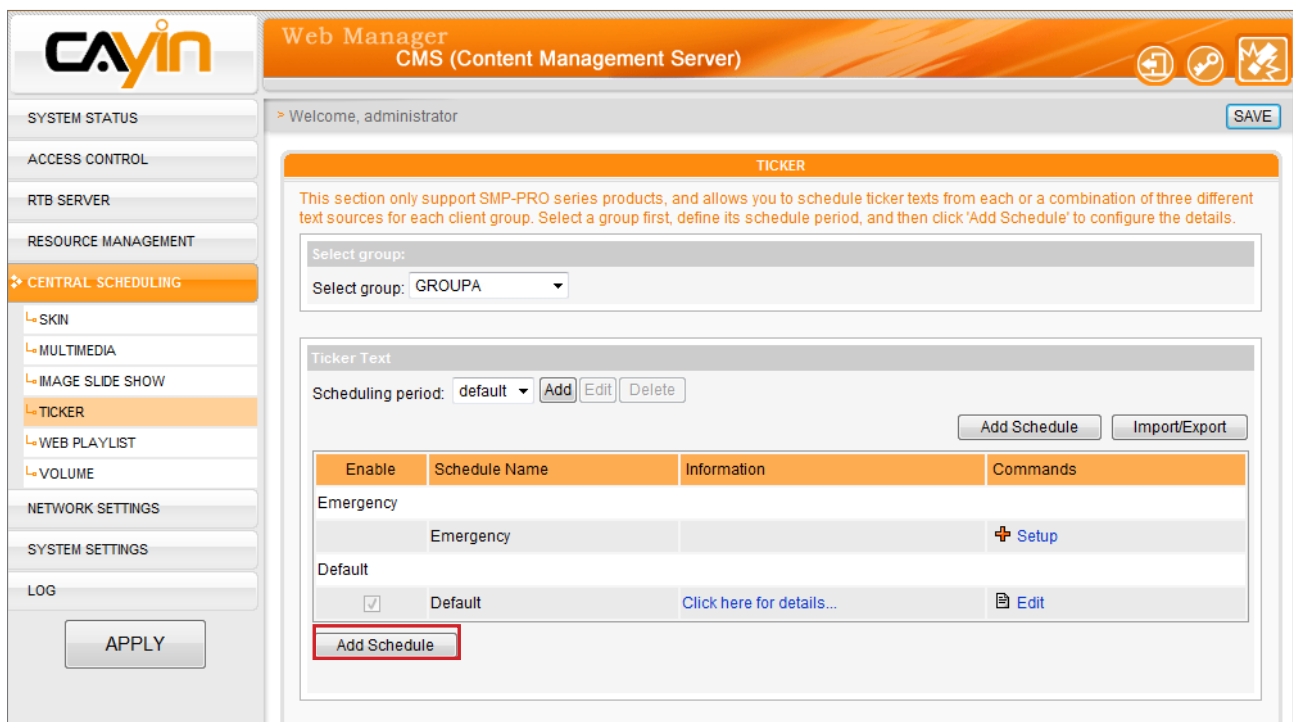 CAYIN
Web Manager
CMS (Content Management Server)
SYSTEM STATUS
ACCESS CONTROL
RTB SERVER
RESOURCE MANAGEMENT
CENTRAL SCHEDULING
SKIN
MULTIMEDIA
IMAGE SLIDE SHOW
TICKER
WEB PLAYLIST
VOLUME
NETWORK SETTINGS
SYSTEM SETTINGS
LOG
APPLY
> Welcome, administrator
SAVE
TICKER
This section only support SMP-PRO series products, and allows you to schedule ticker texts from each or a combination of three different
text sources for each client group. Select a group first, define its schedule period, and then click 'Add Schedule' to configure the details.
Select group:
Select group: GROUPA
Ticker Text
Scheduling period: default Add Edit Delete
Add Schedule Import/Export
Enable Schedule Name Information Commands
Emergency
Emergency Setup
Default
Default Click here for details... Edit
Add Schedule